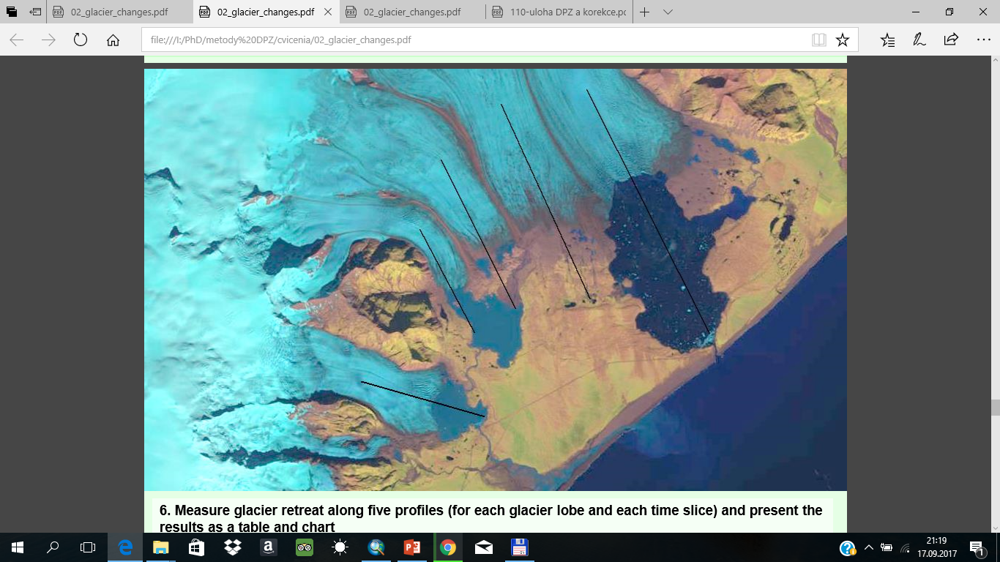 02_glacier_changes.pdf
02_glacier_changes.pdf
02_glacier_changes.pdf
110-uloha DPZ a korekce.pc
file:///I:/PhD/metody%20DPZ/cvicenia/02_glacier_changes.pdf
6. Measure glacier retreat along five profiles (for each glacier lobe and each time slice) and present the
results as a table and chart
21:19
17.09.2017